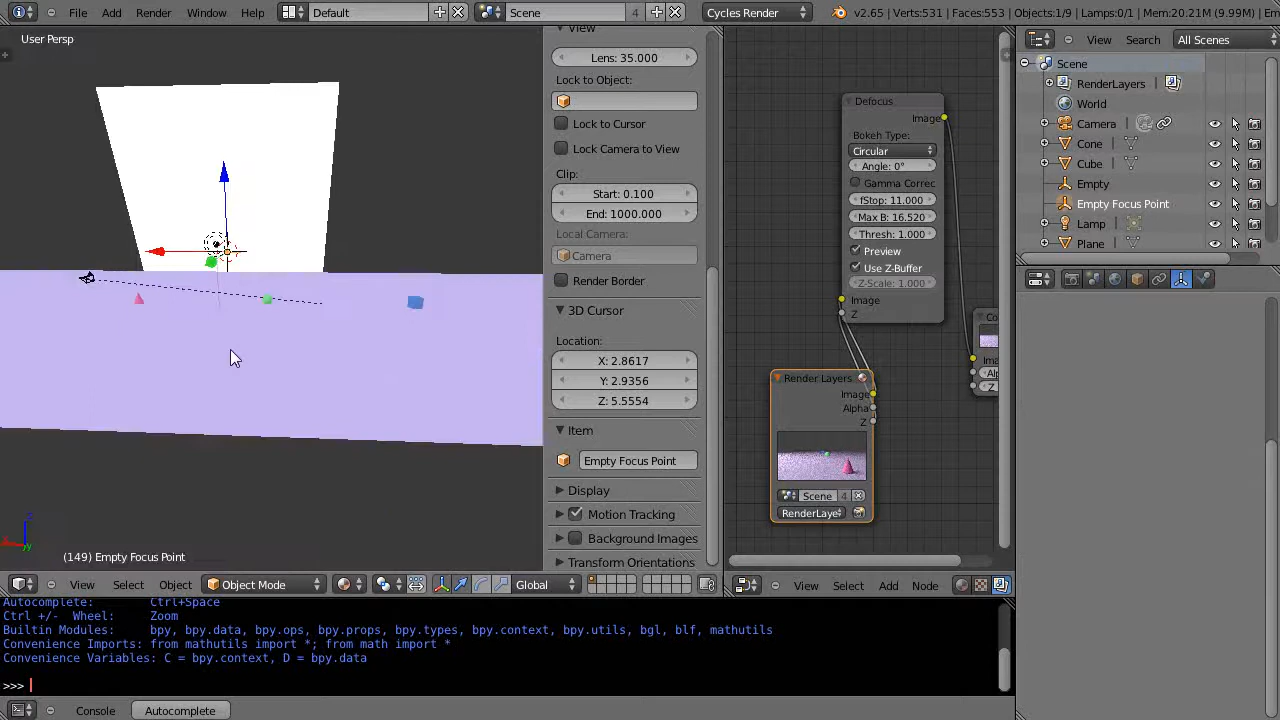 File Add Render Window Help Default Scene 4 Cycles Render v2.65 | Verts:531 | Faces:553 | Objects:1/9 | Lamps:0/1 | Mem:20.21M (9.99M) |
User Persp
View
Lens: 35.000
Lock to Object:
Lock to Cursor
Lock Camera to View
Clip:
Start: 0.100
End: 1000.000
Local Camera:
Camera
Render Border
3D Cursor
Location:
X: 2.8617
Y: 2.9356
Z: 5.5554
Item
Empty Focus Point
Display
Motion Tracking
Background Images
Transform Orientations
(149) Empty Focus Point
View Select Object Object Mode Global
Defocus
Image
Bokeh Type:
Circular
Angle: 0°
Gamma Correc
fStop: 11.000
Max B: 16.520
Thresh: 1.000
Preview
Use Z-Buffer
Z-Scale: 1.000
Image
Z
Render Layers
Image
Alpha
Z
Scene 4
RenderLaye
Co
Ima
Alp
Z
View Select Add Node
View Search All Scenes
Scene
RenderLayers
World
Camera
Cone
Cube
Empty
Empty Focus Point
Lamp
Plane
Autocomplete: Ctrl+Space
Ctrl +/- Wheel: Zoom
Builtin Modules: bpy, bpy.data, bpy.ops, bpy.props, bpy.types, bpy.context, bpy.utils, bgl, blf, mathutils
Convenience Imports: from mathutils import *; from math import *
Convenience Variables: C = bpy.context, D = bpy.data
>>>
Console Autocomplete